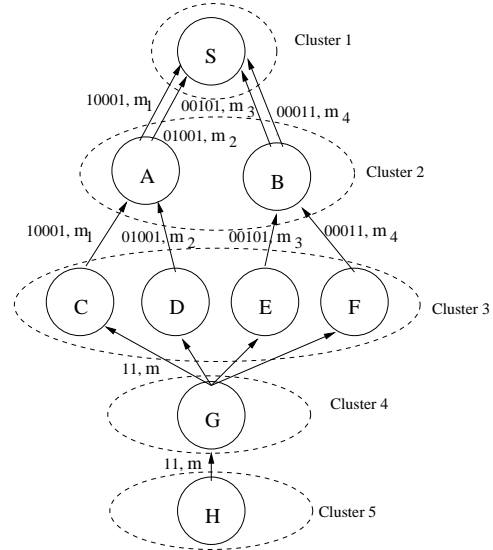 Cluster 1
S
10001, m1
00101, m3
00011, m4
01001, m2
Cluster 2
A
B
10001, m1
01001, m2
00101, m3
00011, m4
C
D
E
F
Cluster 3
11, m
Cluster 4
G
11, m
H
Cluster 5